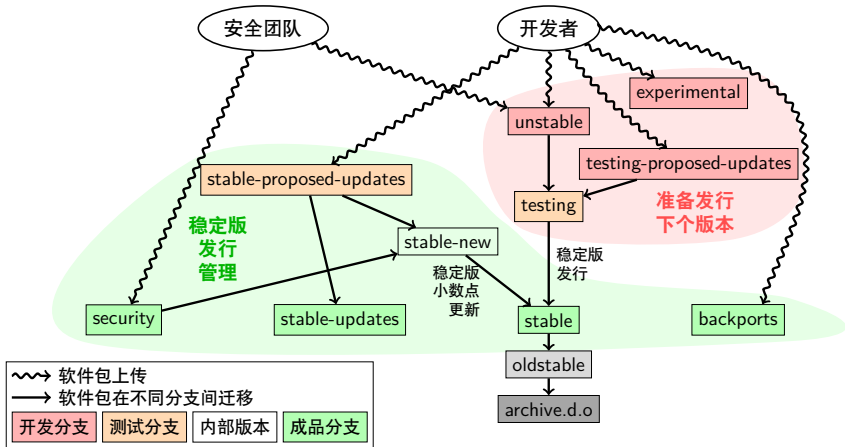 安全团队
开发者
experimental
unstable
testing-proposed-updates
stable-proposed-updates
testing
准备发行
下个版本
稳定版
发行
管理
stable-new
稳定版
发行
稳定版
小数点
更新
security
stable-updates
stable
backports
oldstable
archive.d.o
软件包上传
软件包在不同分支间迁移
开发分支
测试分支
内部版本
成品分支